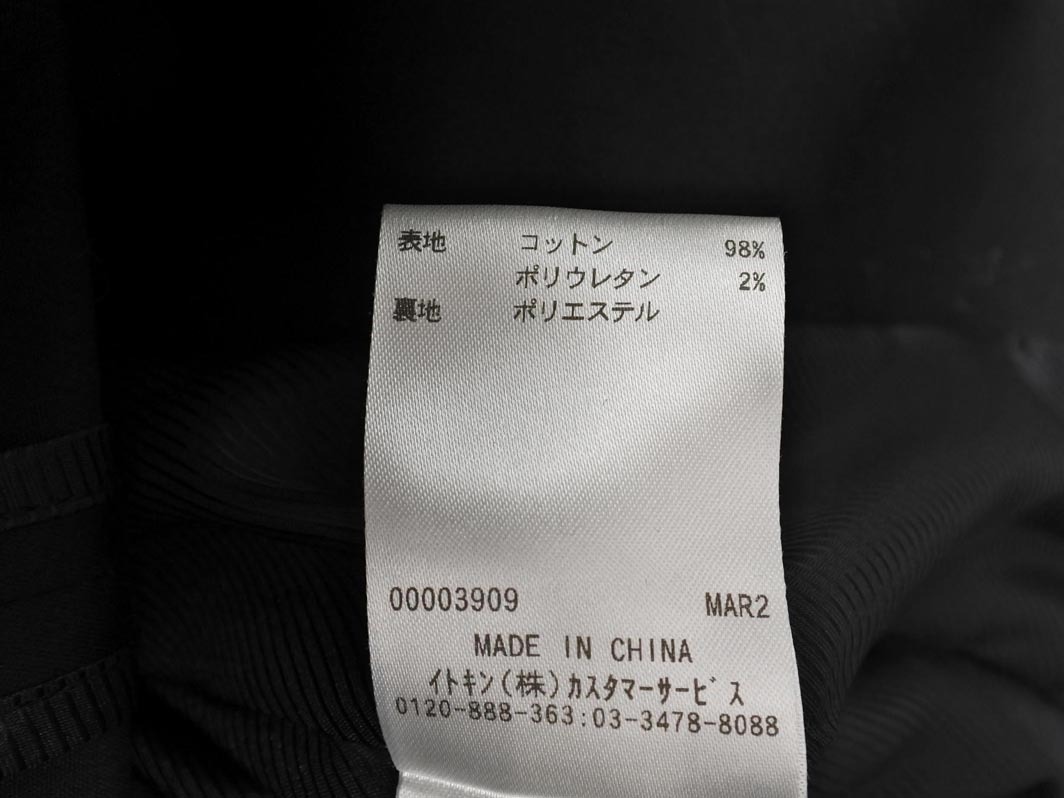 表地 コットン 98%
ポリウレタン 2%
裏地 ポリエステル
00003909 MAR2
MADE IN CHINA
イトキン(株)カスタマーサービス
0120-888-363:03-3478-8088